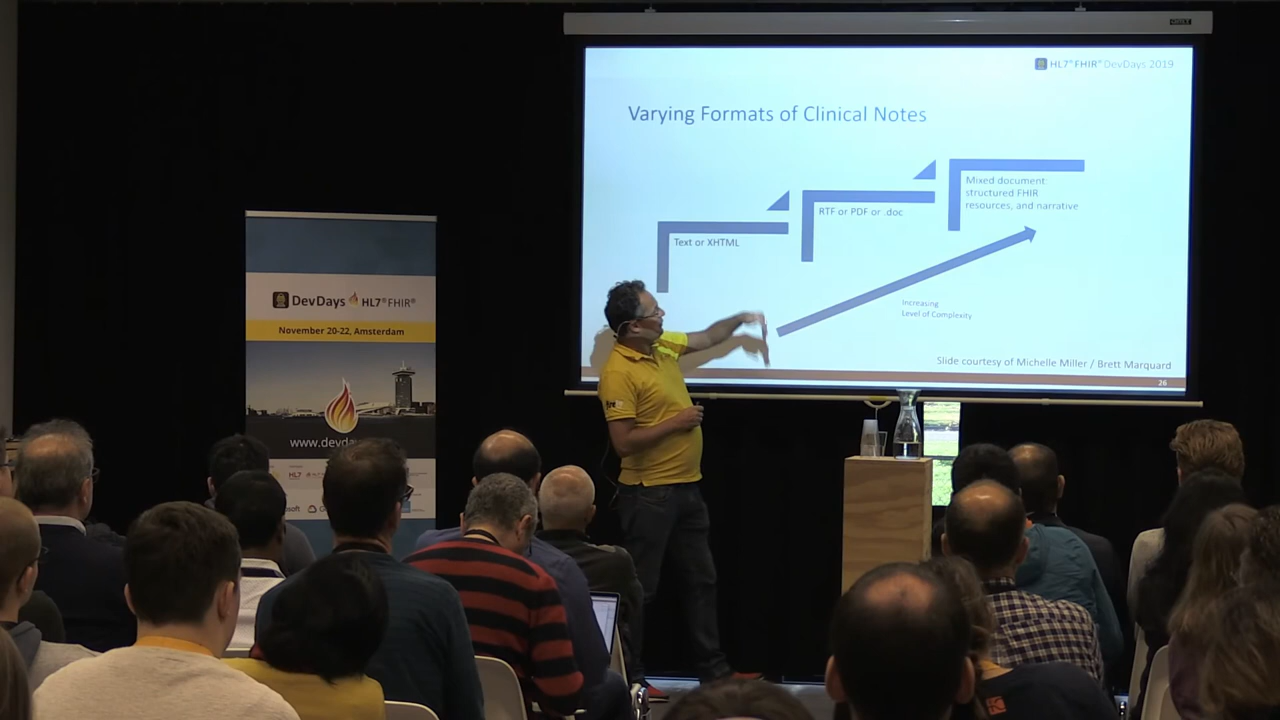 HL7® FHIR® DevDays 2019
Varying Formats of Clinical Notes
Mixed document:
structured FHIR
resources, and narrative
RTF or PDF or .doc
Text or XHTML
Increasing
Level of Complexity
Slide courtesy of Michelle Miller / Brett Marquard
26
DevDays HL7® FHIR®
November 20-22, Amsterdam
www.devda
HL7